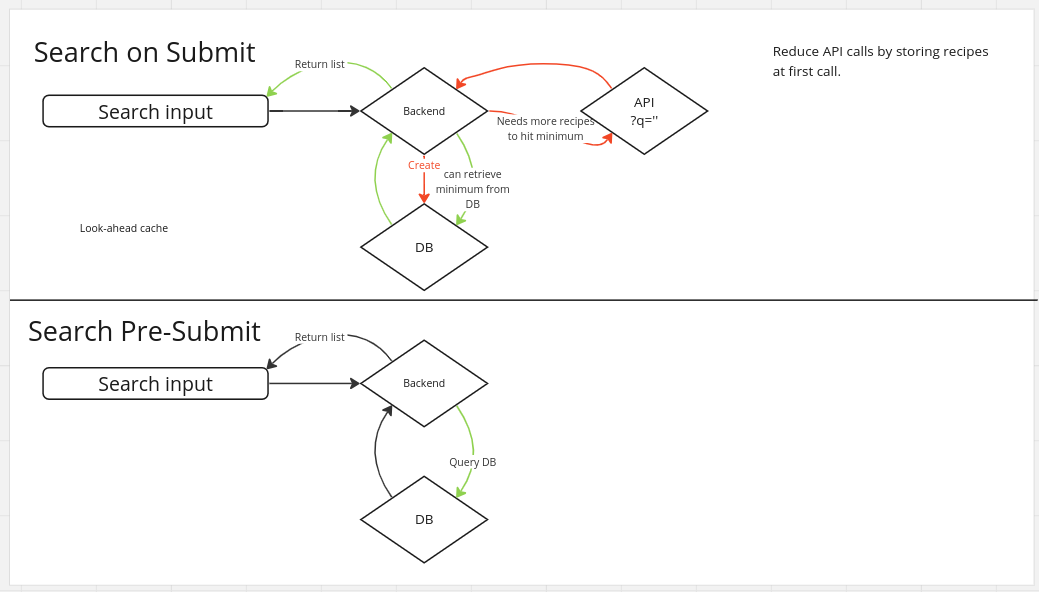 Search on Submit
Reduce API calls by storing recipes
at first call.
Return list
Search input
Backend
API
?q=''
Needs more recipes
to hit minimum
Create
can retrieve
minimum from
DB
Look-ahead cache
DB
Search Pre-Submit
Return list
Search input
Backend
Query DB
DB